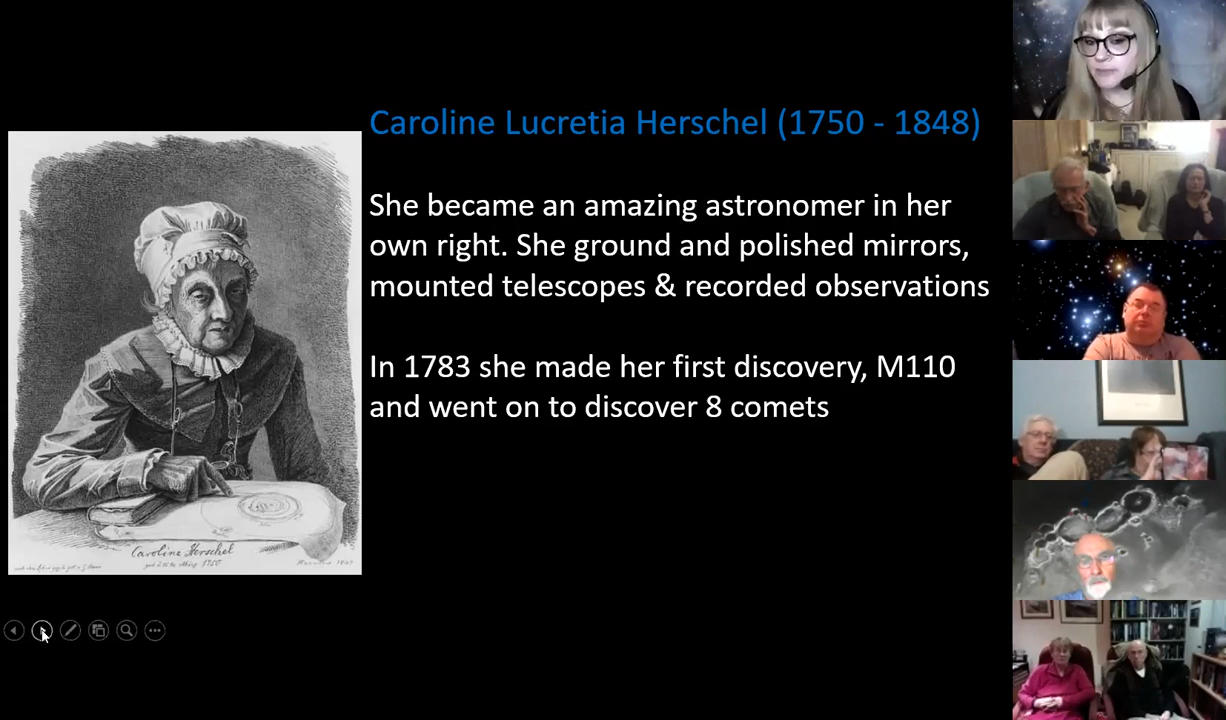 Caroline Lucretia Herschel (1750 - 1848)
She became an amazing astronomer in her
own right. She ground and polished mirrors,
mounted telescopes & recorded observations
In 1783 she made her first discovery, M110
and went on to discover 8 comets
Caroline Herschel
1750